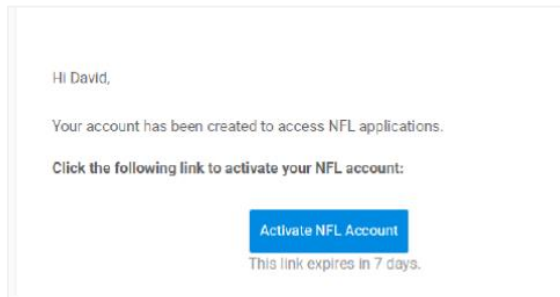 Hi David,
Your account has been created to access NFL applications.
Click the following link to activate your NFL account:
Activate NFL Account
This link expires in 7 days.